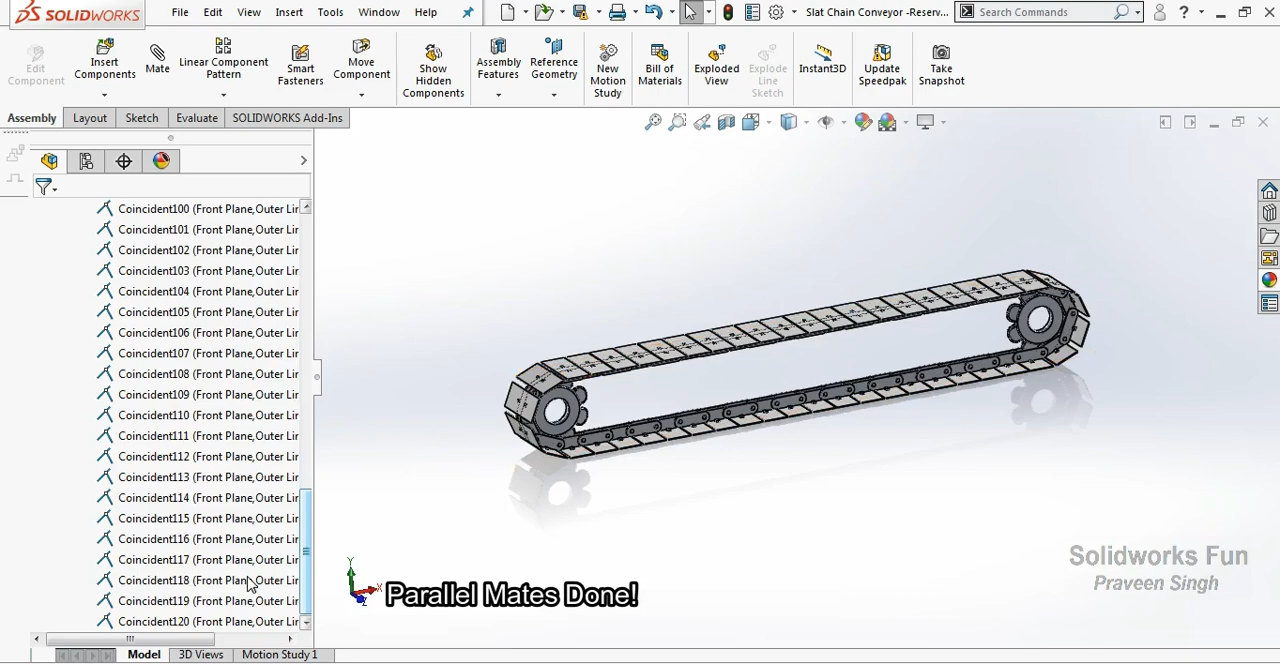 SOLIDWORKS
File Edit View Insert Tools Window Help
Slat Chain Conveyor -Reserv...
Search Commands
Edit Component
Insert Components
Mate
Linear Component Pattern
Smart Fasteners
Move Component
Show Hidden Components
Assembly Features
Reference Geometry
New Motion Study
Bill of Materials
Exploded View
Explode Line Sketch
Instant3D
Update Speedpak
Take Snapshot
Assembly Layout Sketch Evaluate SOLIDWORKS Add-Ins
Coincident100 (Front Plane,Outer Lir
Coincident101 (Front Plane,Outer Lir
Coincident102 (Front Plane,Outer Lir
Coincident103 (Front Plane,Outer Lir
Coincident104 (Front Plane,Outer Lir
Coincident105 (Front Plane,Outer Lir
Coincident106 (Front Plane,Outer Lir
Coincident107 (Front Plane,Outer Lir
Coincident108 (Front Plane,Outer Lir
Coincident109 (Front Plane,Outer Lir
Coincident110 (Front Plane,Outer Lir
Coincident111 (Front Plane,Outer Lir
Coincident112 (Front Plane,Outer Lir
Coincident113 (Front Plane,Outer Lir
Coincident114 (Front Plane,Outer Lir
Coincident115 (Front Plane,Outer Lir
Coincident116 (Front Plane,Outer Lir
Coincident117 (Front Plane,Outer Lir
Coincident118 (Front Plane,Outer Lir
Coincident119 (Front Plane,Outer Lir
Coincident120 (Front Plane,Outer Lir
Y
X
Parallel Mates Done!
Solidworks Fun
Praveen Singh
Model 3D Views Motion Study 1